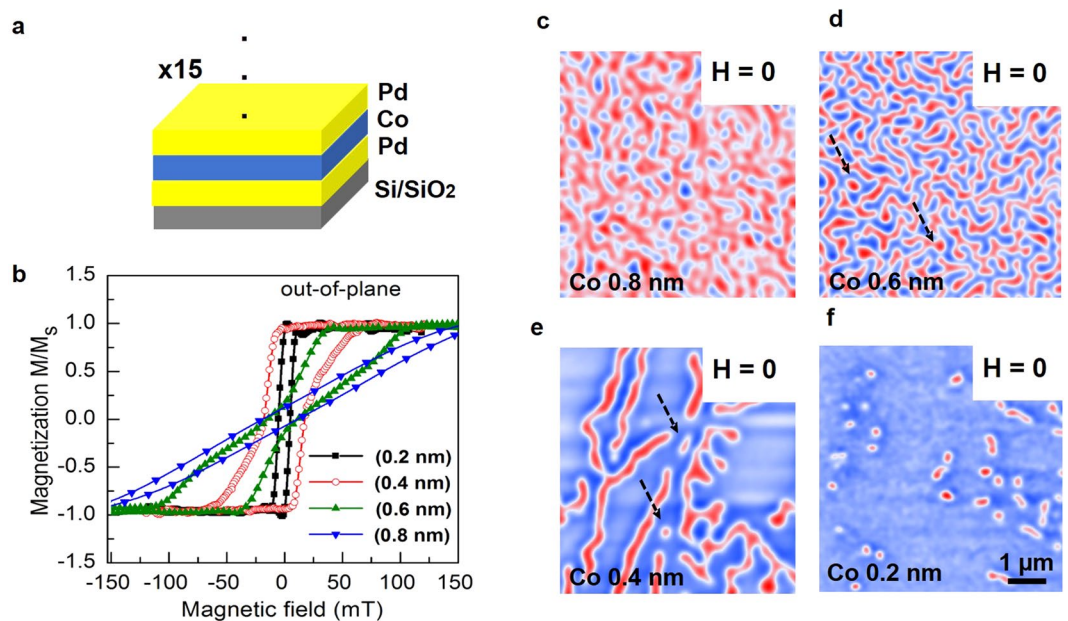 a
x15
Pd
Co
Pd
Si/SiO2
b
Magnetization M/Ms
1.5
1.0
0.5
0.0
-0.5
-1.0
-1.5
out-of-plane
(0.2 nm)
(0.4 nm)
(0.6 nm)
(0.8 nm)
-150 -100 -50 0 50 100 150
Magnetic field (mT)
c
H = 0
Co 0.8 nm
d
H = 0
Co 0.6 nm
e
H = 0
Co 0.4 nm
f
H = 0
Co 0.2 nm
1 µm